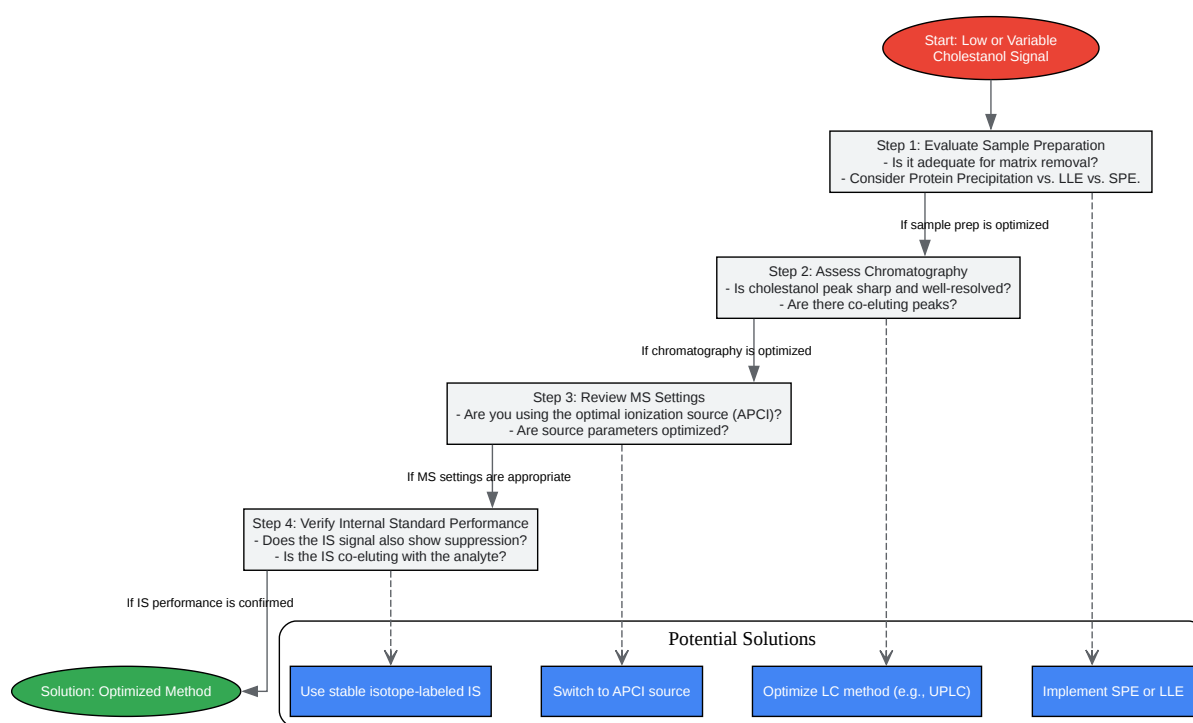 Start: Low or Variable
Cholestanol Signal
Step 1: Evaluate Sample Preparation
- Is it adequate for matrix removal?
- Consider Protein Precipitation vs. LLE vs. SPE.
If sample prep is optimized
Step 2: Assess Chromatography
- Is cholestanol peak sharp and well-resolved?
- Are there co-eluting peaks?
If chromatography is optimized
Step 3: Review MS Settings
- Are you using the optimal ionization source (APCI)?
- Are source parameters optimized?
If MS settings are appropriate
Step 4: Verify Internal Standard Performance
- Does the IS signal also show suppression?
- Is the IS co-eluting with the analyte?
If IS performance is confirmed
Potential Solutions
Solution: Optimized Method
Use stable isotope-labeled IS
Switch to APCI source
Optimize LC method (e.g., UPLC)
Implement SPE or LLE